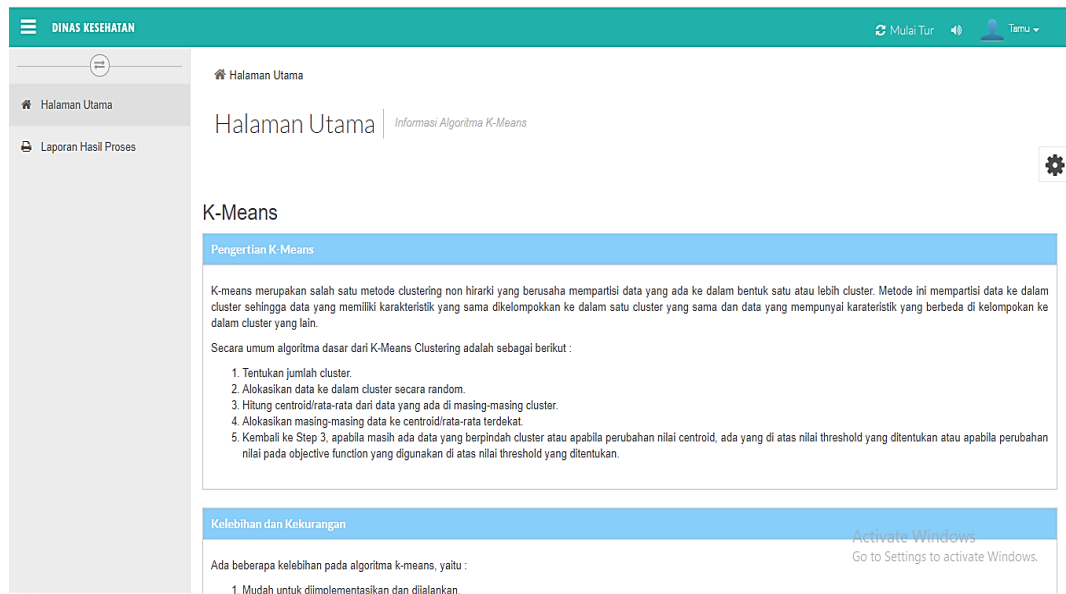 DINAS KESEHATAN
Mulai Tur
Tamu
Halaman Utama
Halaman Utama
Laporan Hasil Proses
Halaman Utama
Informasi Algoritma K-Means
K-Means
Pengertian K-Means
K-means merupakan salah satu metode clustering non hirarki yang berusaha mempartisi data yang ada ke dalam bentuk satu atau lebih cluster. Metode ini mempartisi data ke dalam
cluster sehingga data yang memiliki karakteristik yang sama dikelompokkan ke dalam satu cluster yang sama dan data yang mempunyai karateristik yang berbeda di kelompokan ke
dalam cluster yang lain.
Secara umum algoritma dasar dari K-Means Clustering adalah sebagai berikut :
1. Tentukan jumlah cluster.
2. Alokasikan data ke dalam cluster secara random.
3. Hitung centroid/rata-rata dari data yang ada di masing-masing cluster.
4. Alokasikan masing-masing data ke centroid/rata-rata terdekat.
5. Kembali ke Step 3, apabila masih ada data yang berpindah cluster atau apabila perubahan nilai centroid, ada yang di atas nilai threshold yang ditentukan atau apabila perubahan
nilai pada objective function yang digunakan di atas nilai threshold yang ditentukan.
Kelebihan dan Kekurangan
Activate Windows
Go to Settings to activate Windows.
Ada beberapa kelebihan pada algoritma k-means, yaitu :
1. Mudah untuk diimplementasikan dan dijalankan.